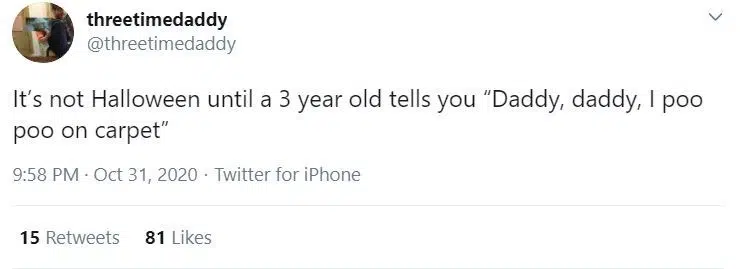 threetimedaddy
@threetimedaddy
It’s not Halloween until a 3 year old tells you “Daddy, daddy, I poo
poo on carpet”
9:58 PM · Oct 31, 2020 · Twitter for iPhone
15 Retweets 81 Likes